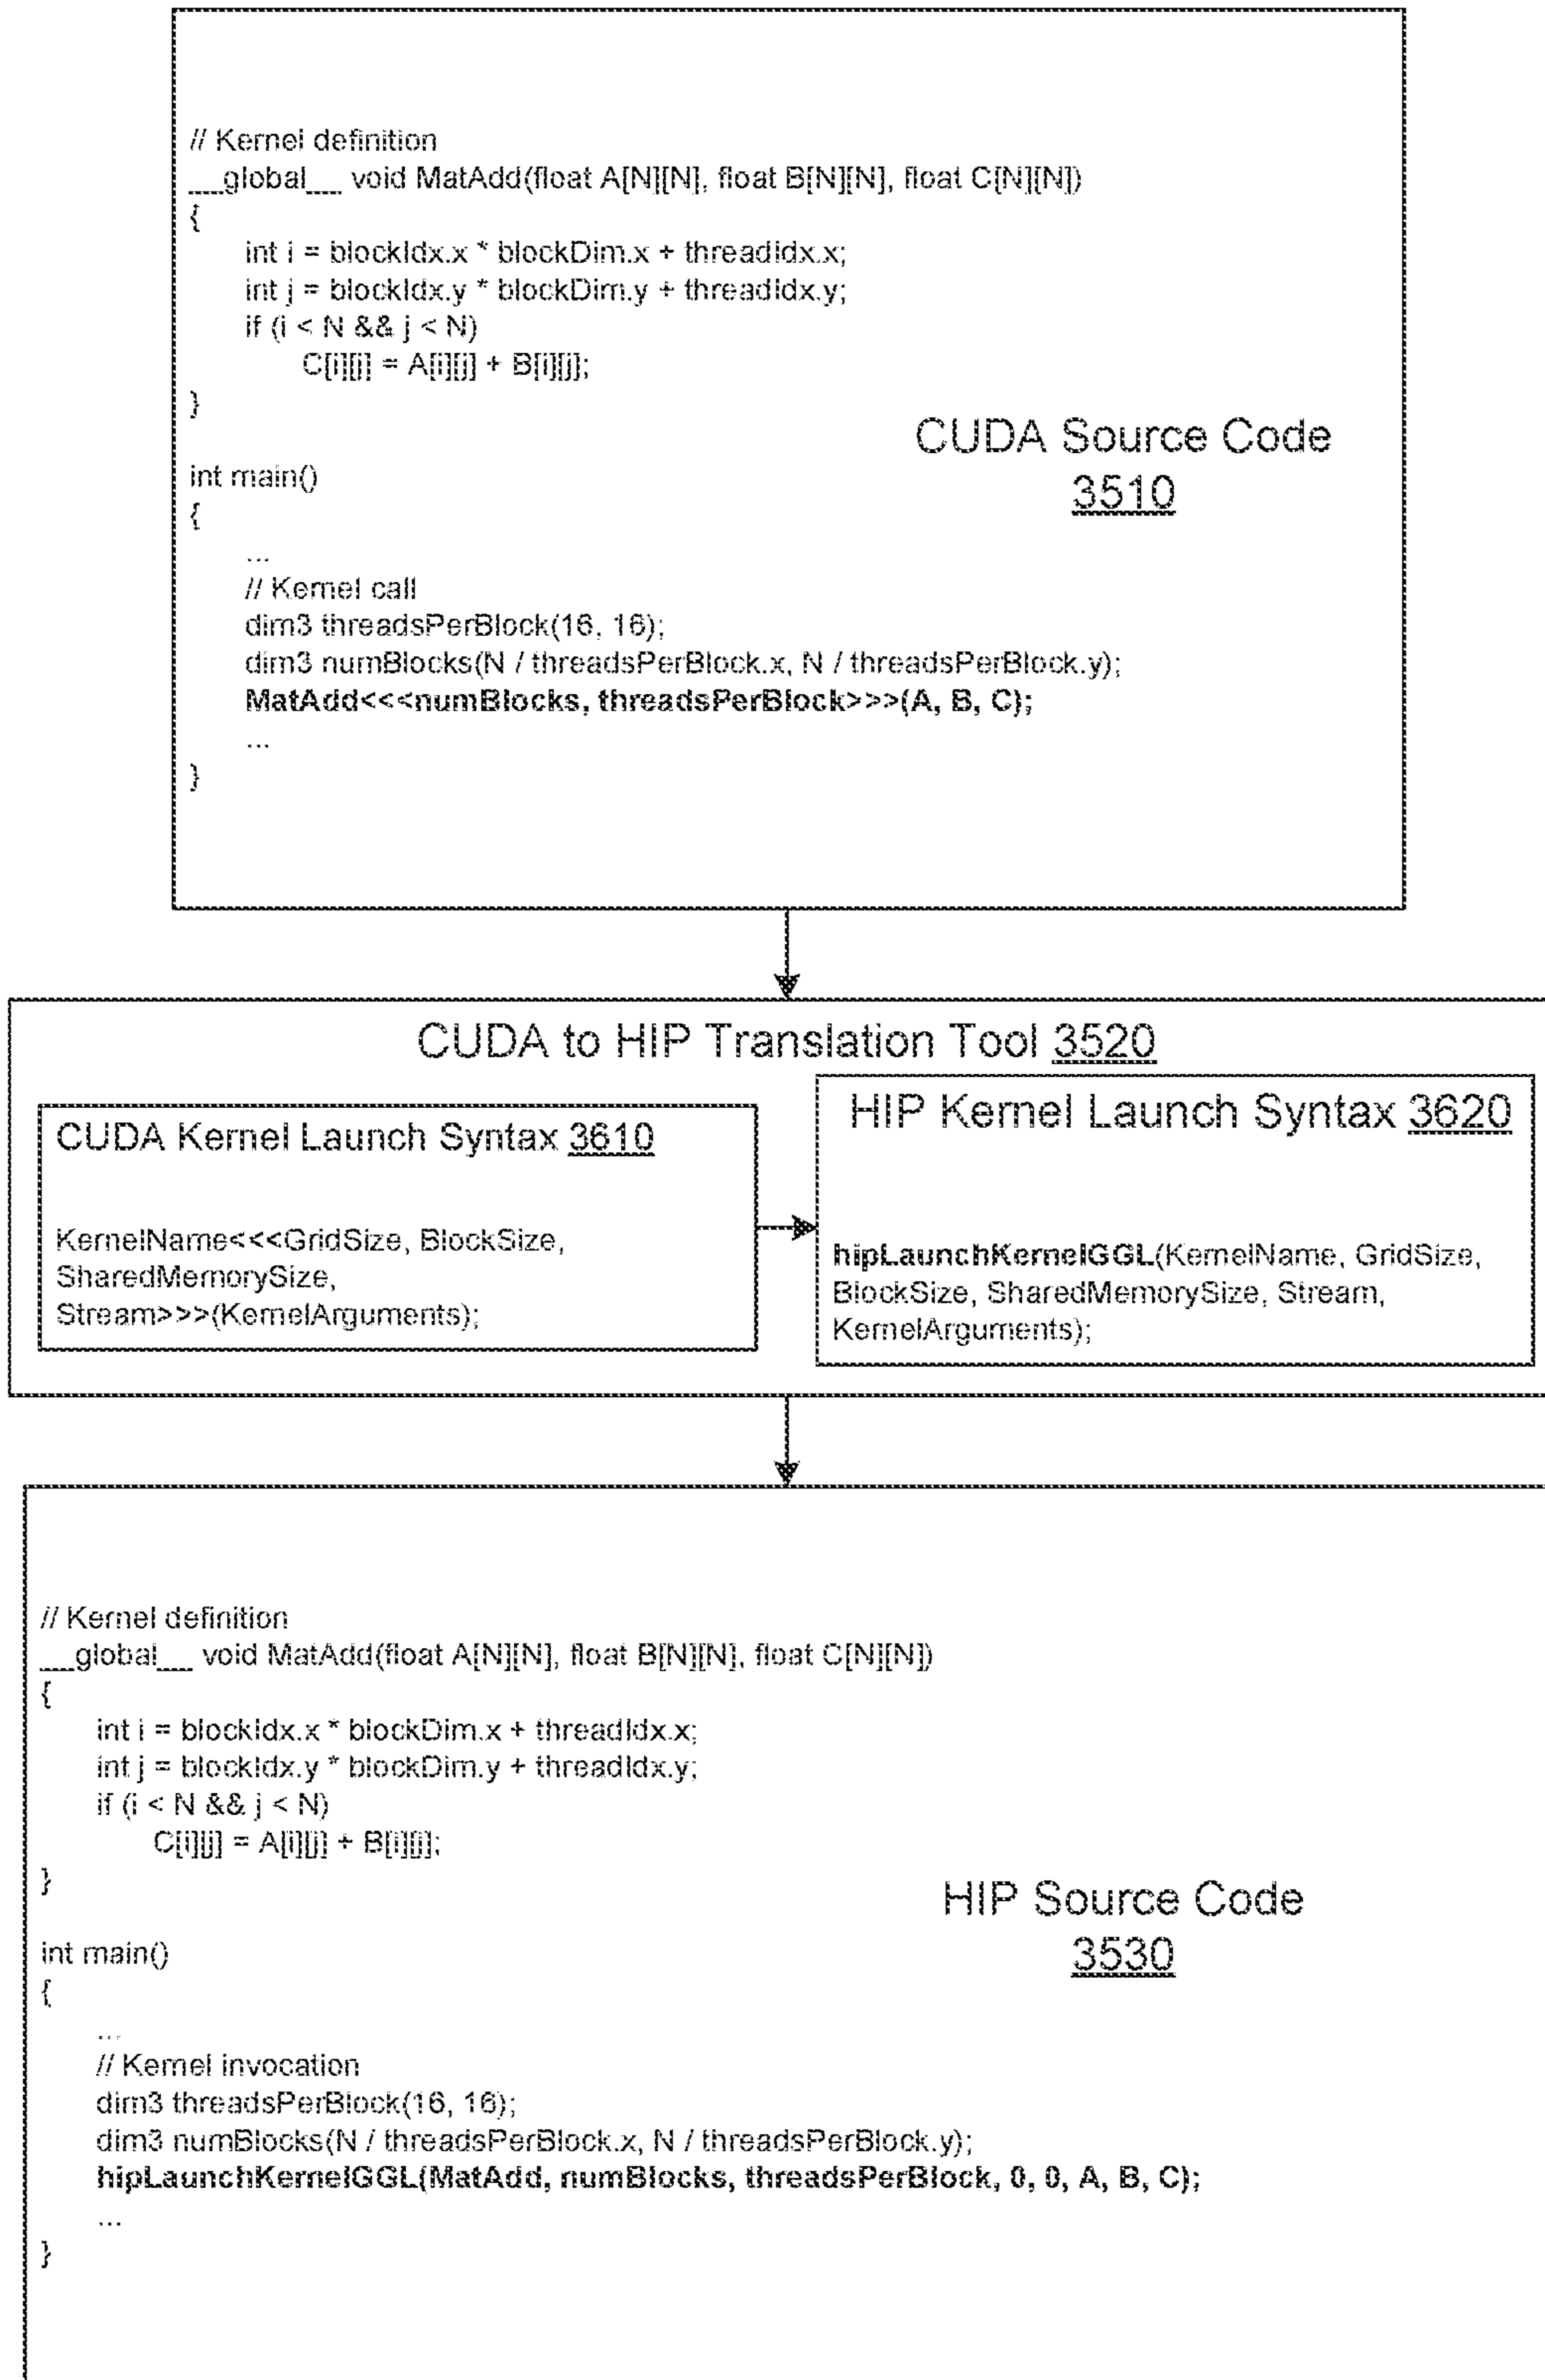 // Kernel definition
__global__ void MatAdd(float A[N][N], float B[N][N], float C[N][N])
{
int i = blockIdx.x * blockDim.x + threadIdx.x;
int j = blockIdx.y * blockDim.y + threadIdx.y;
if (i < N && j < N)
C[i][j] = A[i][j] + B[i][j];
}
CUDA Source Code
3510
int main()
{
...
// Kernel call
dim3 threadsPerBlock(16, 16);
dim3 numBlocks(N / threadsPerBlock.x, N / threadsPerBlock.y);
MatAdd<<<numBlocks, threadsPerBlock>>>(A, B, C);
...
}
CUDA to HIP Translation Tool 3520
CUDA Kernel Launch Syntax 3610
KernelName<<<GridSize, BlockSize,
SharedMemorySize,
Stream>>>(KernelArguments);
HIP Kernel Launch Syntax 3620
hipLaunchKernelGGL(KernelName, GridSize,
BlockSize, SharedMemorySize, Stream,
KernelArguments);
// Kernel definition
__global__ void MatAdd(float A[N][N], float B[N][N], float C[N][N])
{
int i = blockIdx.x * blockDim.x + threadIdx.x;
int j = blockIdx.y * blockDim.y + threadIdx.y;
if (i < N && j < N)
C[i][j] = A[i][j] + B[i][j];
}
HIP Source Code
3530
int main()
{
...
// Kernel invocation
dim3 threadsPerBlock(16, 16);
dim3 numBlocks(N / threadsPerBlock.x, N / threadsPerBlock.y);
hipLaunchKernelGGL(MatAdd, numBlocks, threadsPerBlock, 0, 0, A, B, C);
...
}